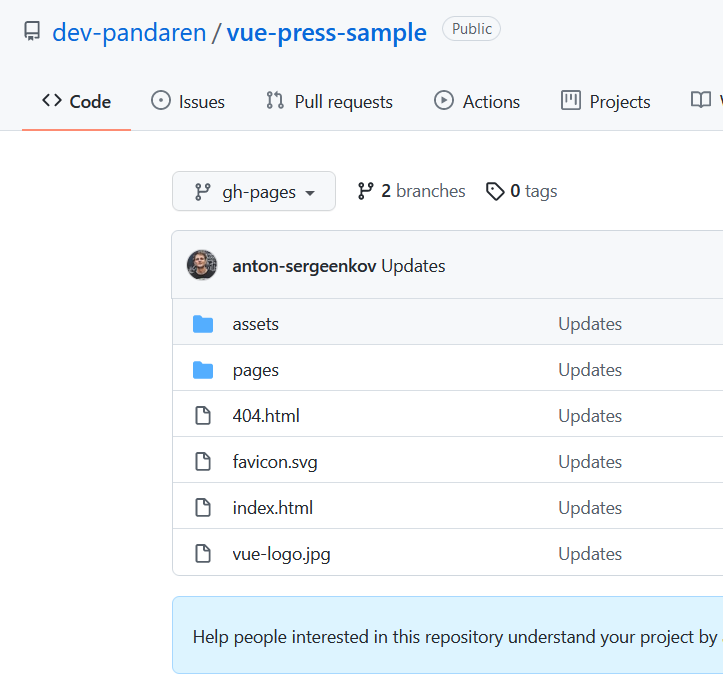 dev-pandaren / vue-press-sample Public
Code Issues Pull requests Actions Projects
gh-pages 2 branches 0 tags
anton-sergeenkov Updates
assets Updates
pages Updates
404.html Updates
favicon.svg Updates
index.html Updates
vue-logo.jpg Updates
Help people interested in this repository understand your project by